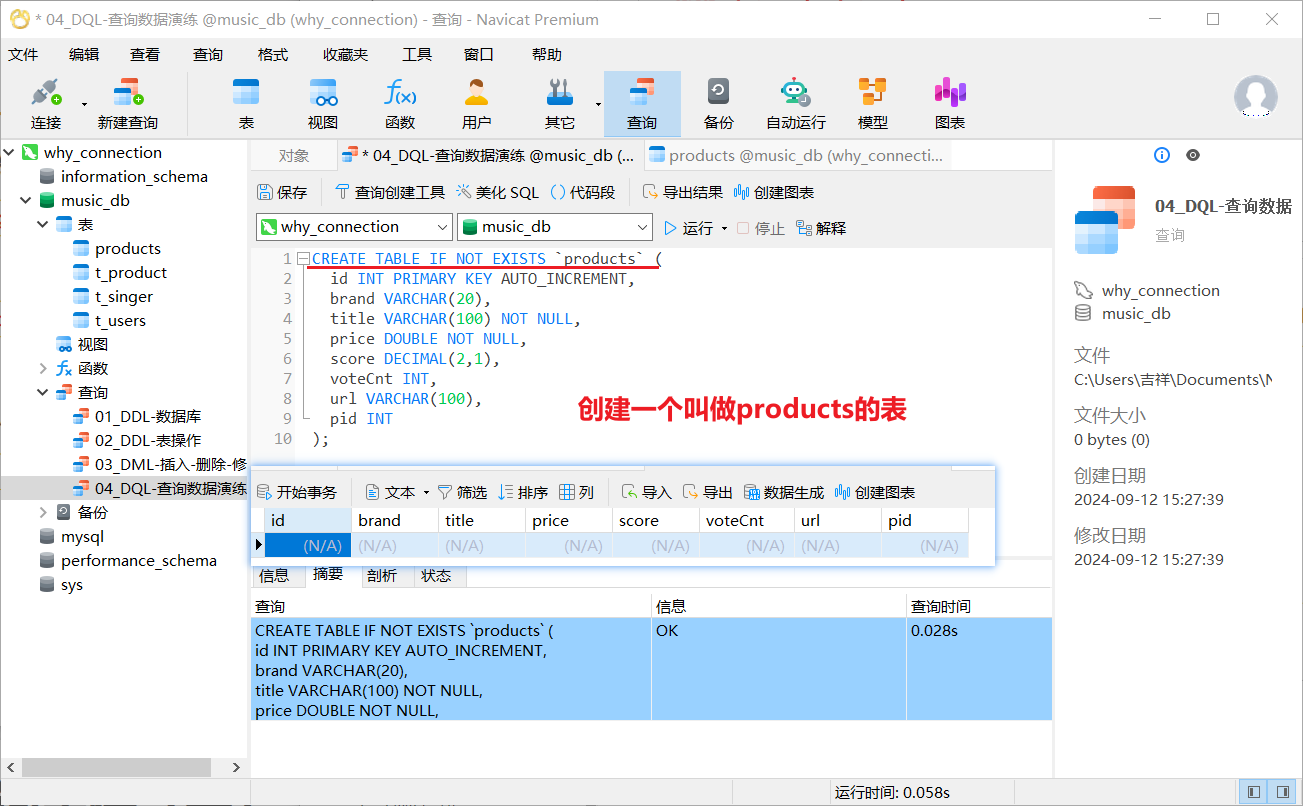 * 04_DQL-查询数据演练 @music_db (why_connection) - 查询 - Navicat Premium
文件 编辑 查看 查询 格式 收藏夹 工具 窗口 帮助
连接 新建查询 表 视图 函数 用户 其它 查询 备份 自动运行 模型 图表
why_connection
information_schema
music_db
表
products
t_product
t_singer
t_users
视图
函数
查询
01_DDL-数据库
02_DDL-表操作
03_DML-插入-删除-修
04_DQL-查询数据演练
备份
mysql
performance_schema
sys
对象 * 04_DQL-查询数据演练 @music_db (... products @music_db (why_connecti...
保存 查询创建工具 美化 SQL () 代码段 导出结果 创建图表
why_connection music_db 运行 停止 解释
1 CREATE TABLE IF NOT EXISTS `products` (
2 id INT PRIMARY KEY AUTO_INCREMENT,
3 brand VARCHAR(20),
4 title VARCHAR(100) NOT NULL,
5 price DOUBLE NOT NULL,
6 score DECIMAL(2,1),
7 voteCnt INT,
8 url VARCHAR(100),
9 pid INT
10 );
创建一个叫做products的表
开始事务 文本 筛选 排序 列 导入 导出 数据生成 创建图表
id brand title price score voteCnt url pid
(N/A) (N/A) (N/A) (N/A) (N/A) (N/A) (N/A) (N/A)
信息 摘要 剖析 状态
查询 信息 查询时间
CREATE TABLE IF NOT EXISTS `products` ( OK 0.028s
id INT PRIMARY KEY AUTO_INCREMENT,
brand VARCHAR(20),
title VARCHAR(100) NOT NULL,
price DOUBLE NOT NULL,
04_DQL-查询数据
查询
why_connection
music_db
文件
C:\Users\吉祥\Documents\N
文件大小
0 bytes (0)
创建日期
2024-09-12 15:27:39
修改日期
2024-09-12 15:27:39
运行时间: 0.058s